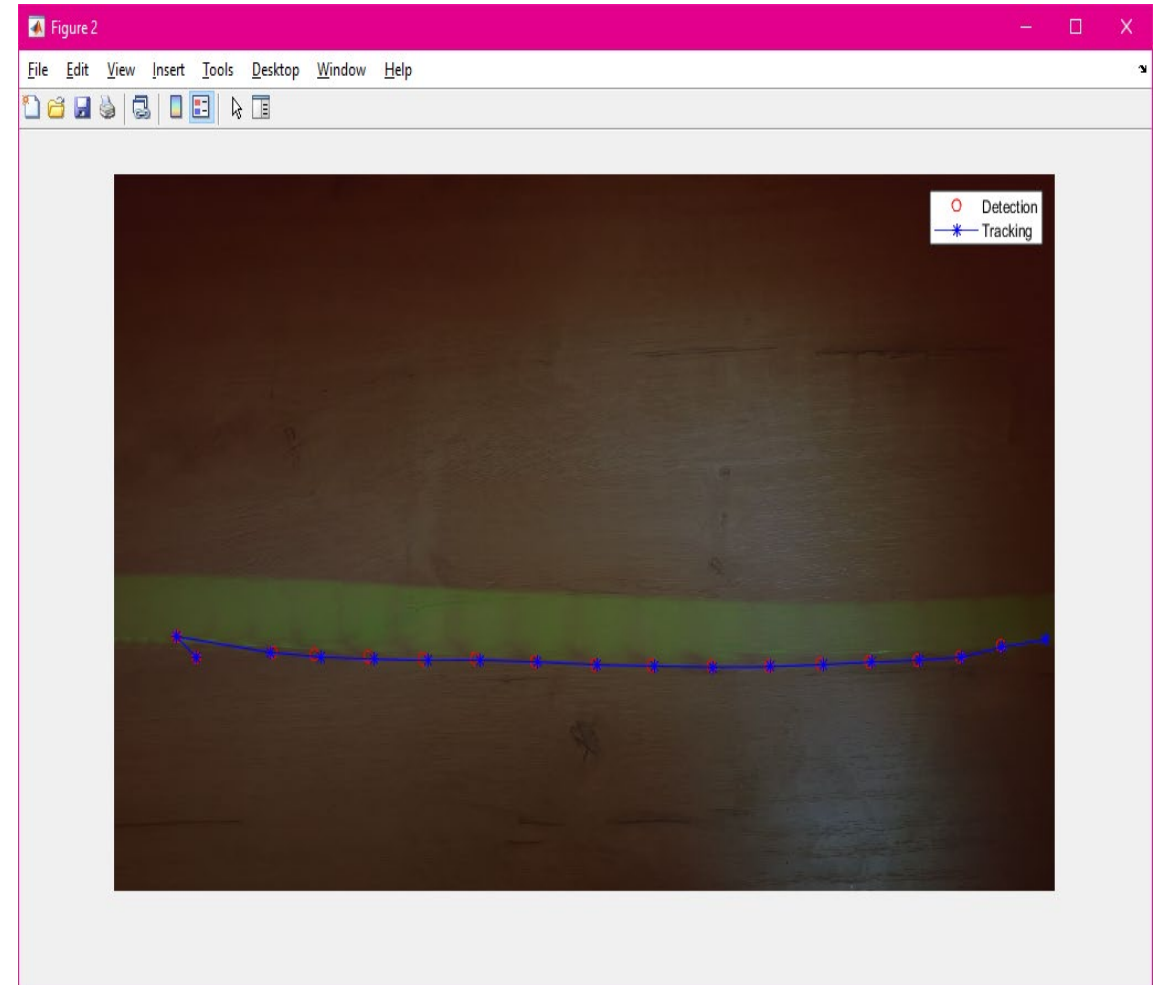 Figure 2
File Edit View Insert Tools Desktop Window Help
Detection
Tracking